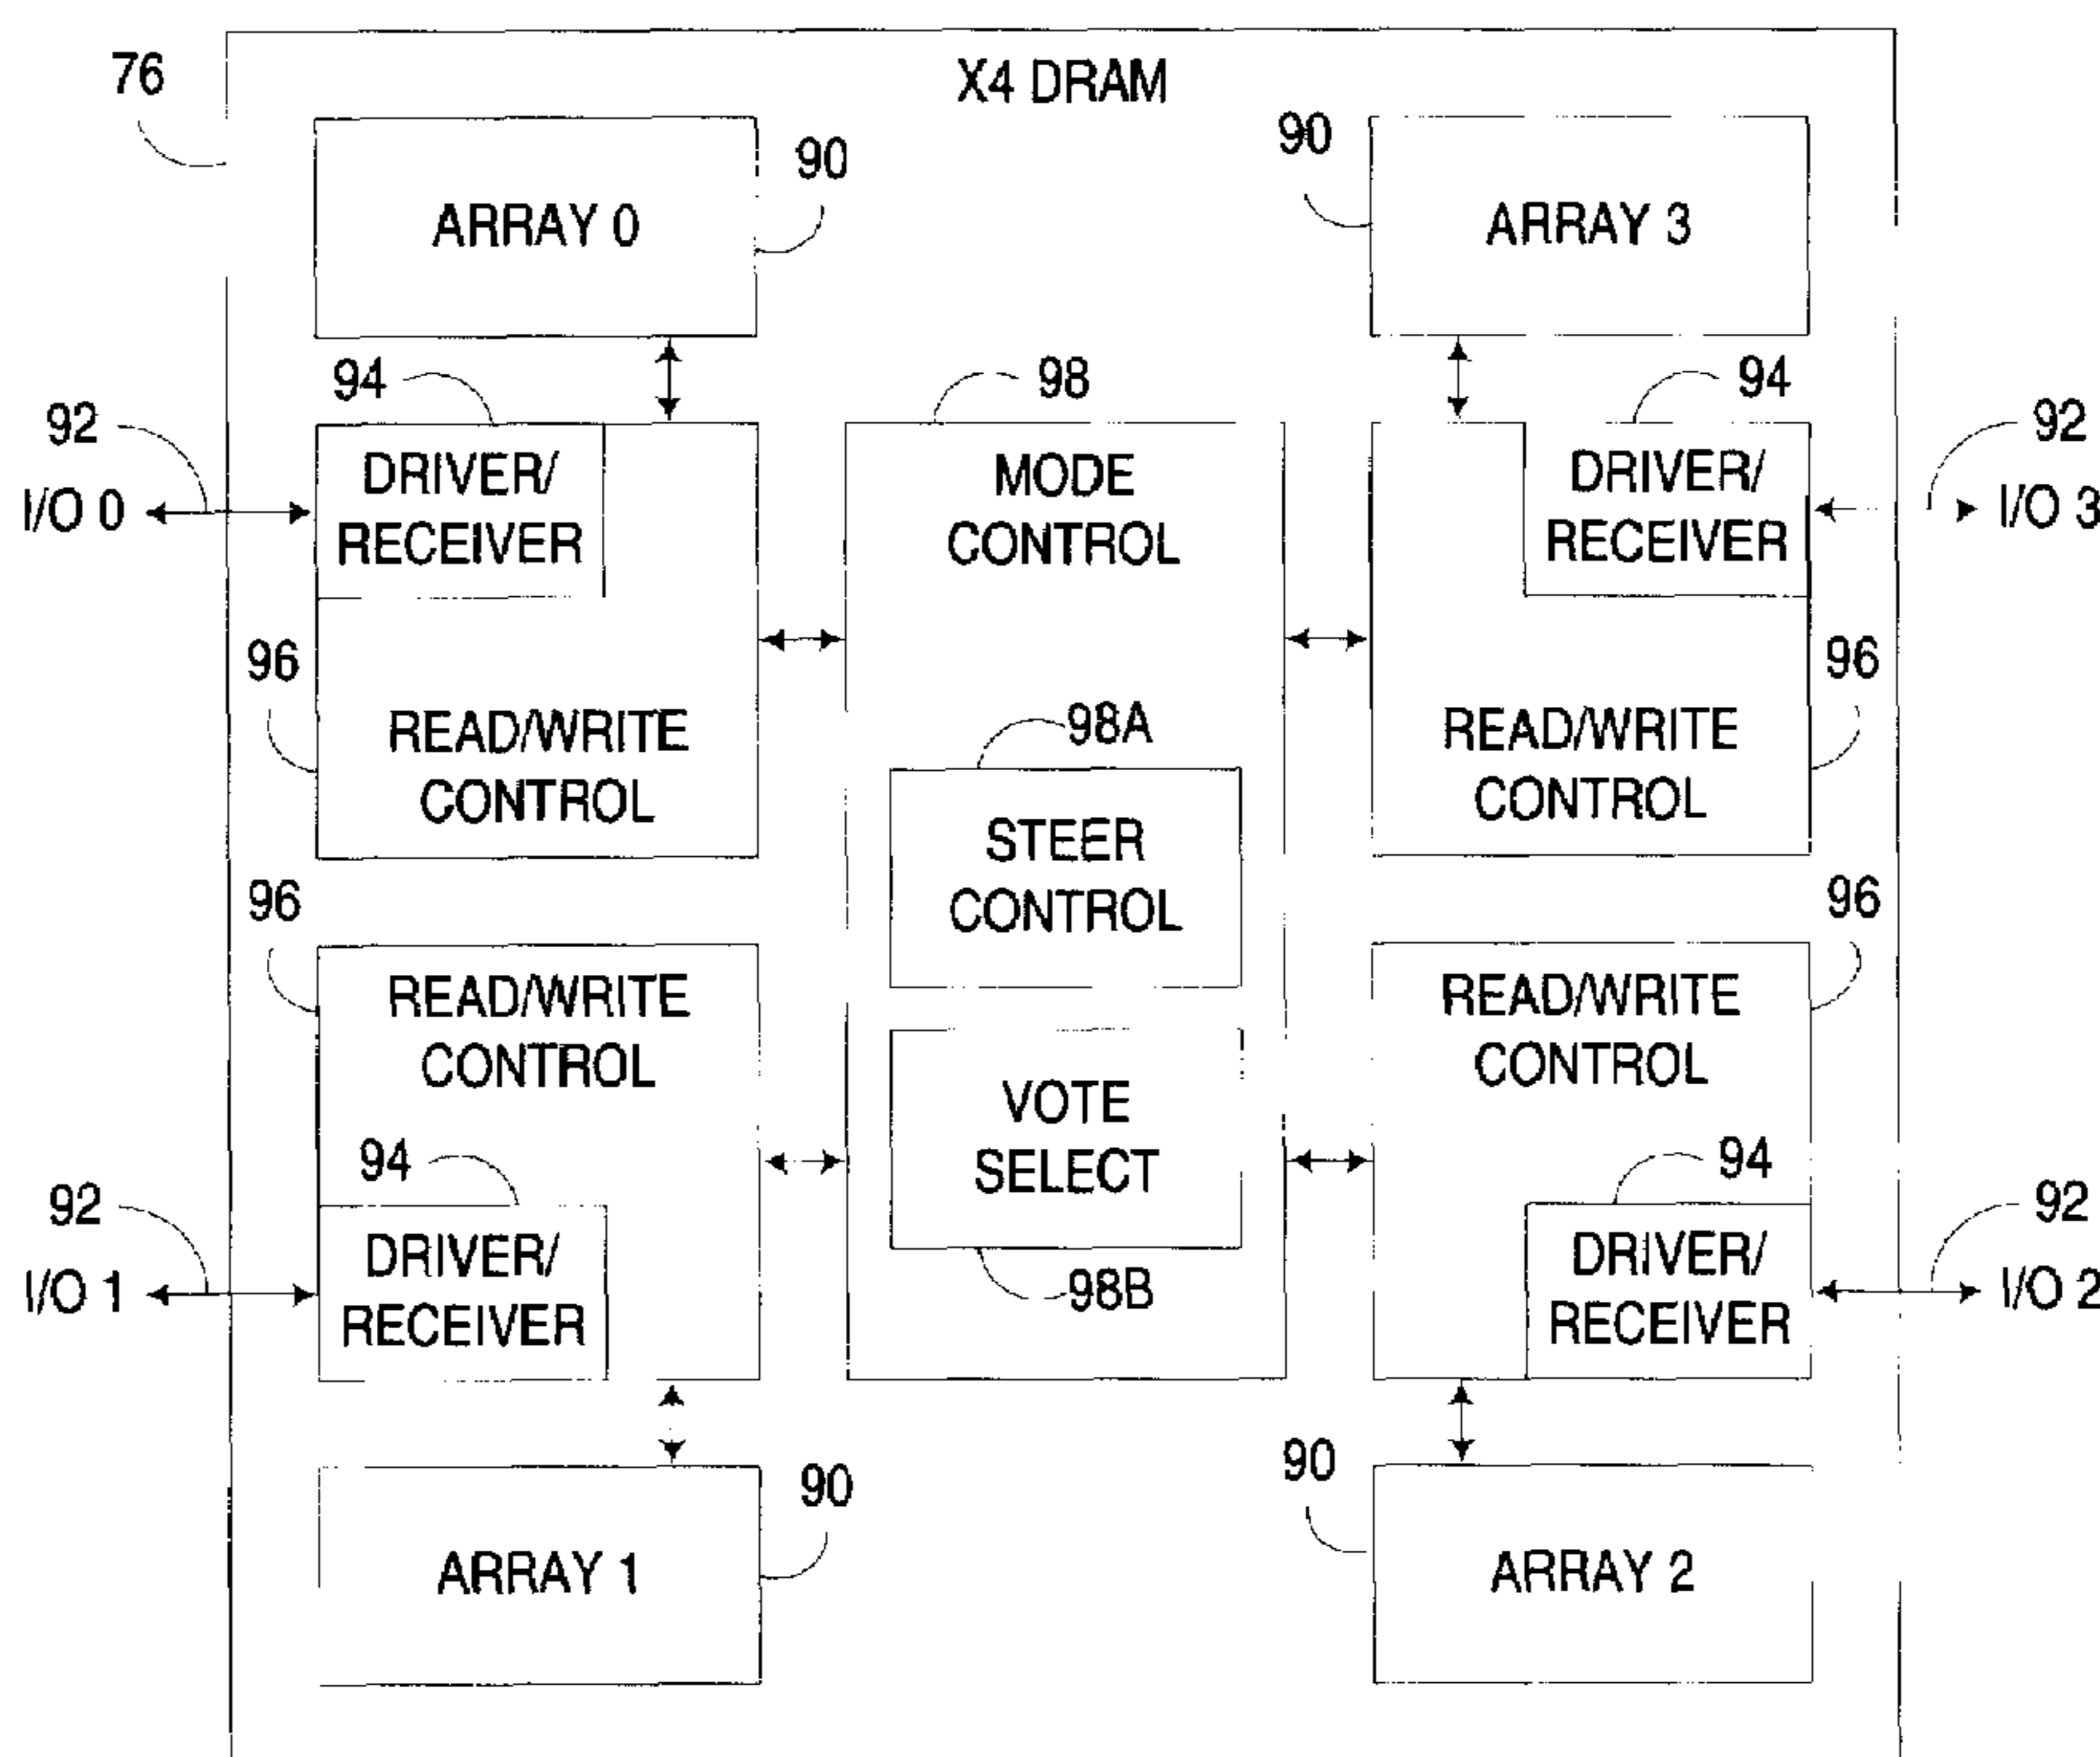 76
X4 DRAM
90
ARRAY 0
90
ARRAY 3
94
98
94
92
I/O 0
DRIVER/
RECEIVER
MODE
CONTROL
DRIVER/
RECEIVER
92
I/O 3
96
READ/WRITE
CONTROL
98A
STEER
CONTROL
96
READ/WRITE
CONTROL
96
READ/WRITE
CONTROL
96
READ/WRITE
CONTROL
VOTE
SELECT
98B
94
92
I/O 1
DRIVER/
RECEIVER
94
DRIVER/
RECEIVER
92
I/O 2
90
ARRAY 1
90
ARRAY 2